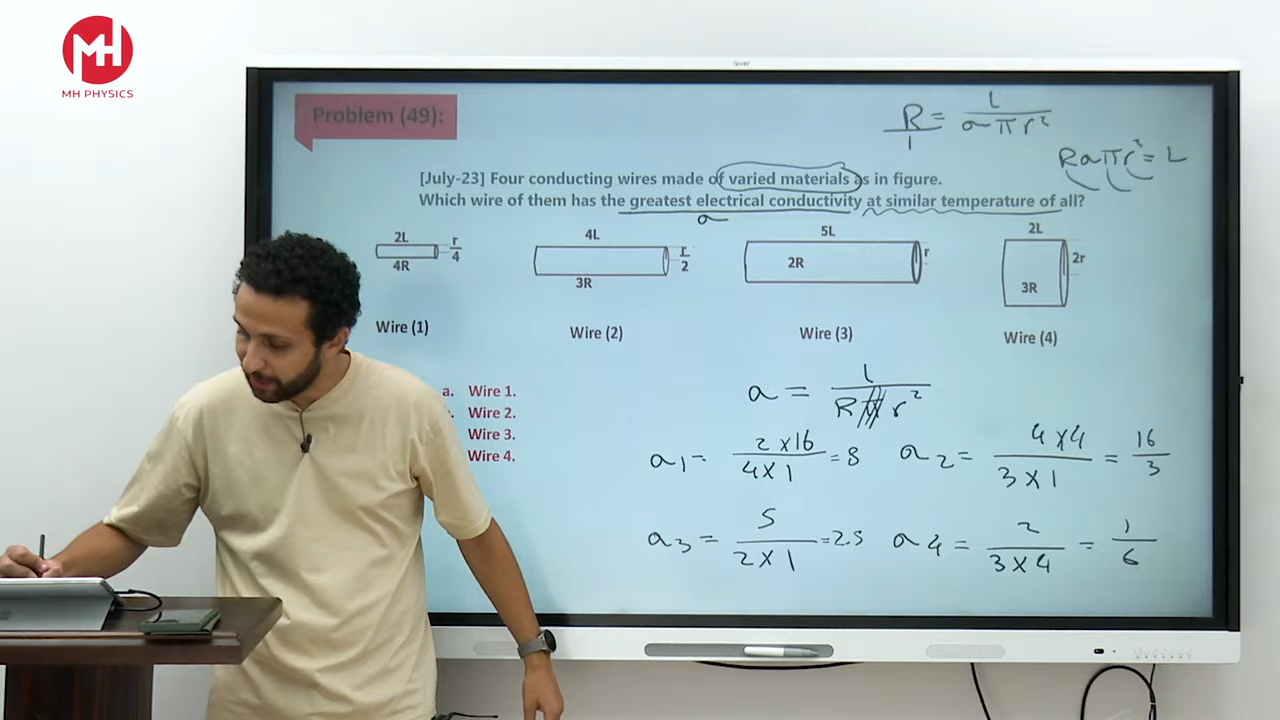 MH
MH PHYSICS
SMART
Problem (49):
R/1 = L/σπr²
Rσπr² = L
[July-23] Four conducting wires made of varied materials as in figure.
Which wire of them has the greatest electrical conductivity at similar temperature of all?
σ
2L
r/4
4R
Wire (1)
4L
r/2
3R
Wire (2)
5L
r
2R
Wire (3)
2L
2r
3R
Wire (4)
a. Wire 1.
Wire 2.
Wire 3.
Wire 4.
σ = L/Rπr²
σ1 = 2×16/4×1 = 8
σ2 = 4×4/3×1 = 16/3
σ3 = 5/2×1 = 2.5
σ4 = 2/3×4 = 1/6